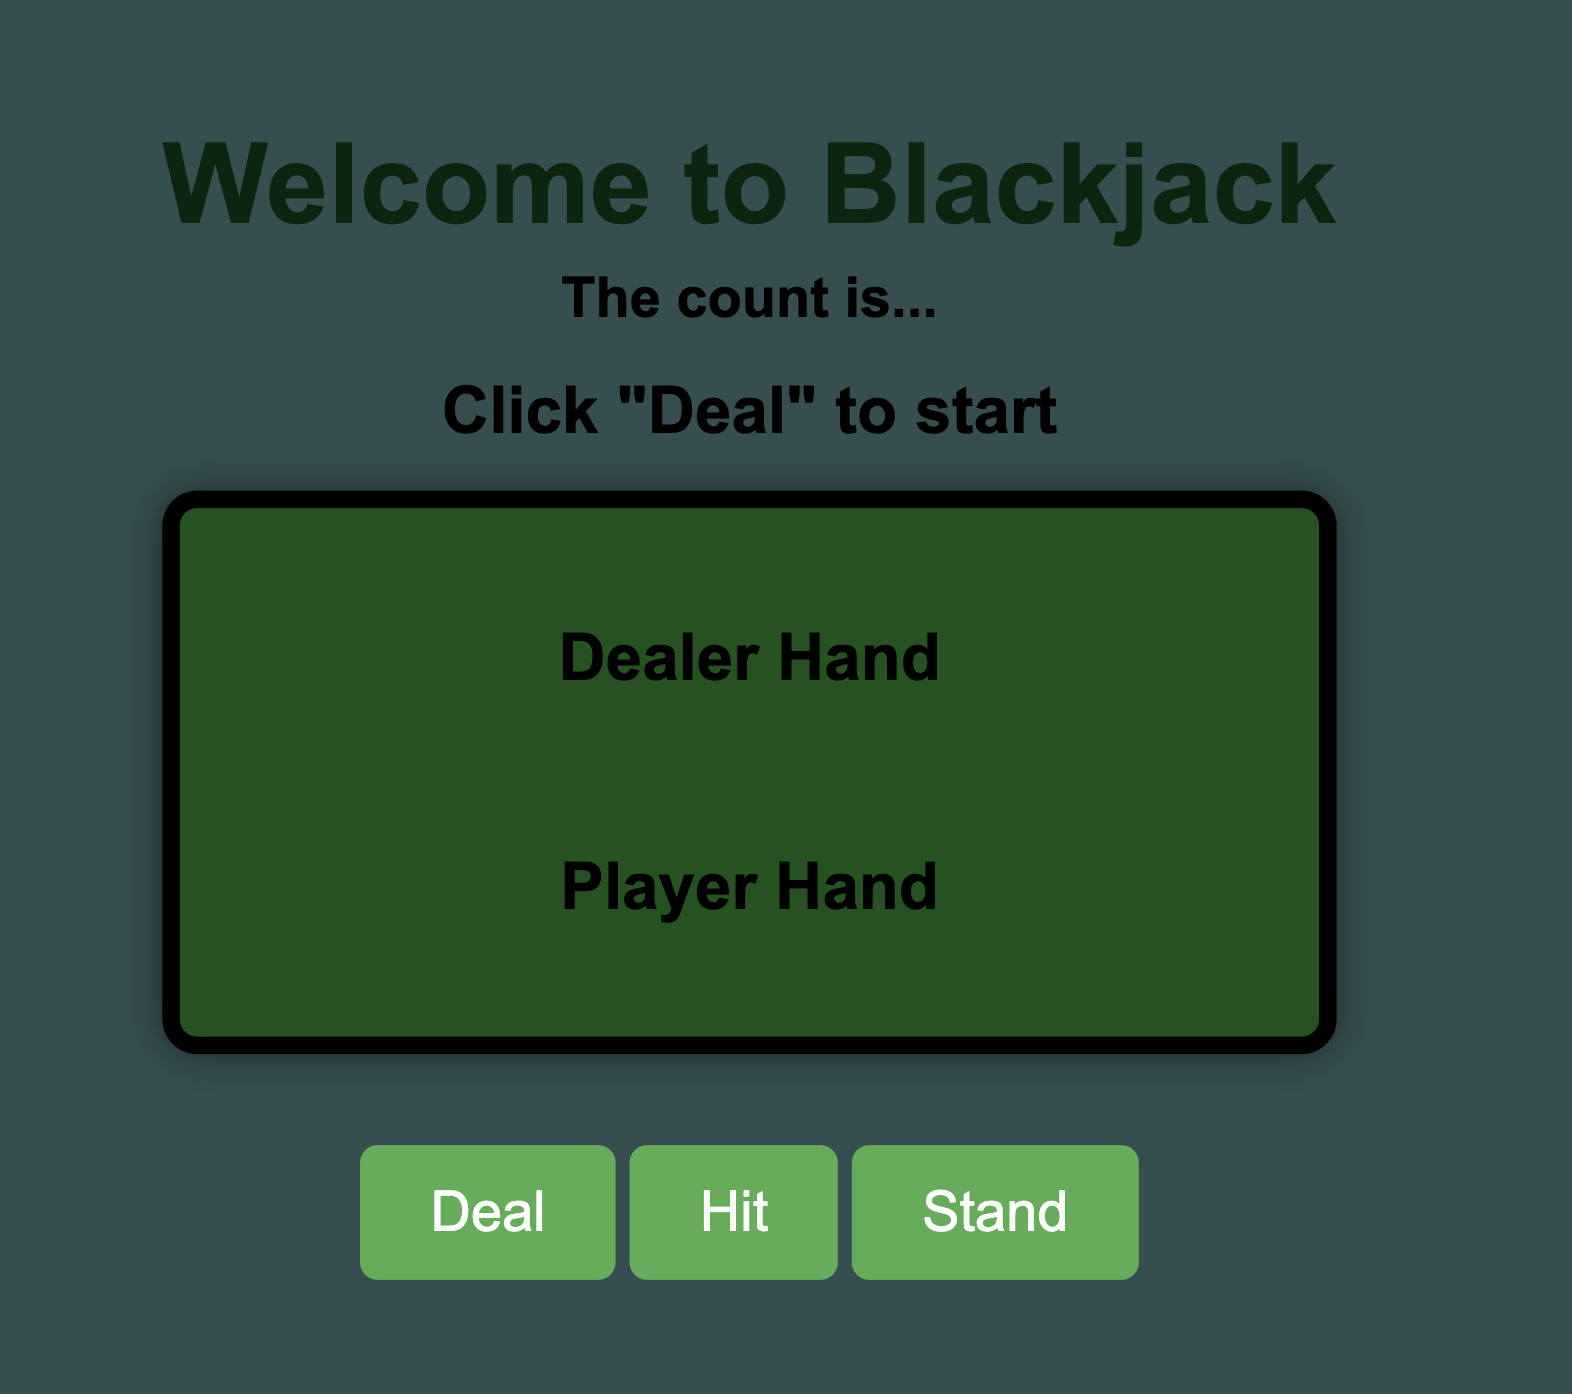 Welcome to Blackjack
The count is...
Click "Deal" to start
Dealer Hand
Player Hand
Deal Hit Stand